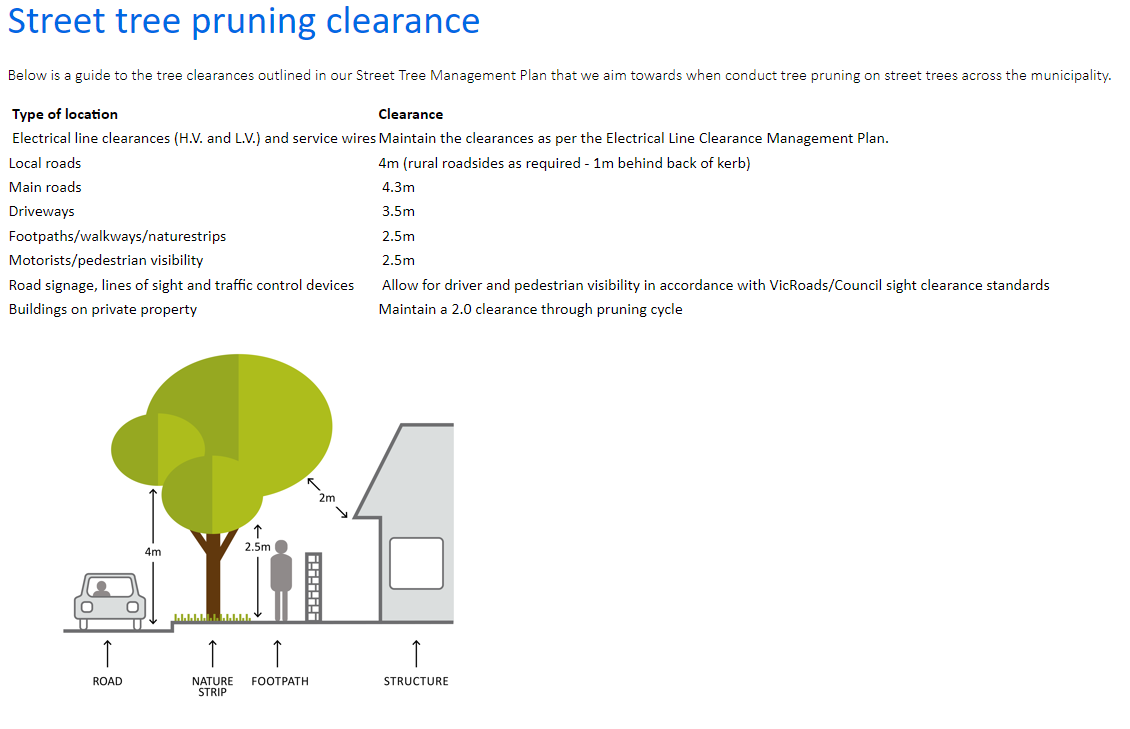 Street tree pruning clearance
Below is a guide to the tree clearances outlined in our Street Tree Management Plan that we aim towards when conduct tree pruning on street trees across the municipality.
Type of location Clearance
Electrical line clearances (H.V. and L.V.) and service wires Maintain the clearances as per the Electrical Line Clearance Management Plan.
Local roads 4m (rural roadsides as required - 1m behind back of kerb)
Main roads 4.3m
Driveways 3.5m
Footpaths/walkways/naturestrips 2.5m
Motorists/pedestrian visibility 2.5m
Road signage, lines of sight and traffic control devices Allow for driver and pedestrian visibility in accordance with VicRoads/Council sight clearance standards
Buildings on private property Maintain a 2.0 clearance through pruning cycle
2m
2.5m
4m
ROAD
NATURE
STRIP
FOOTPATH
STRUCTURE